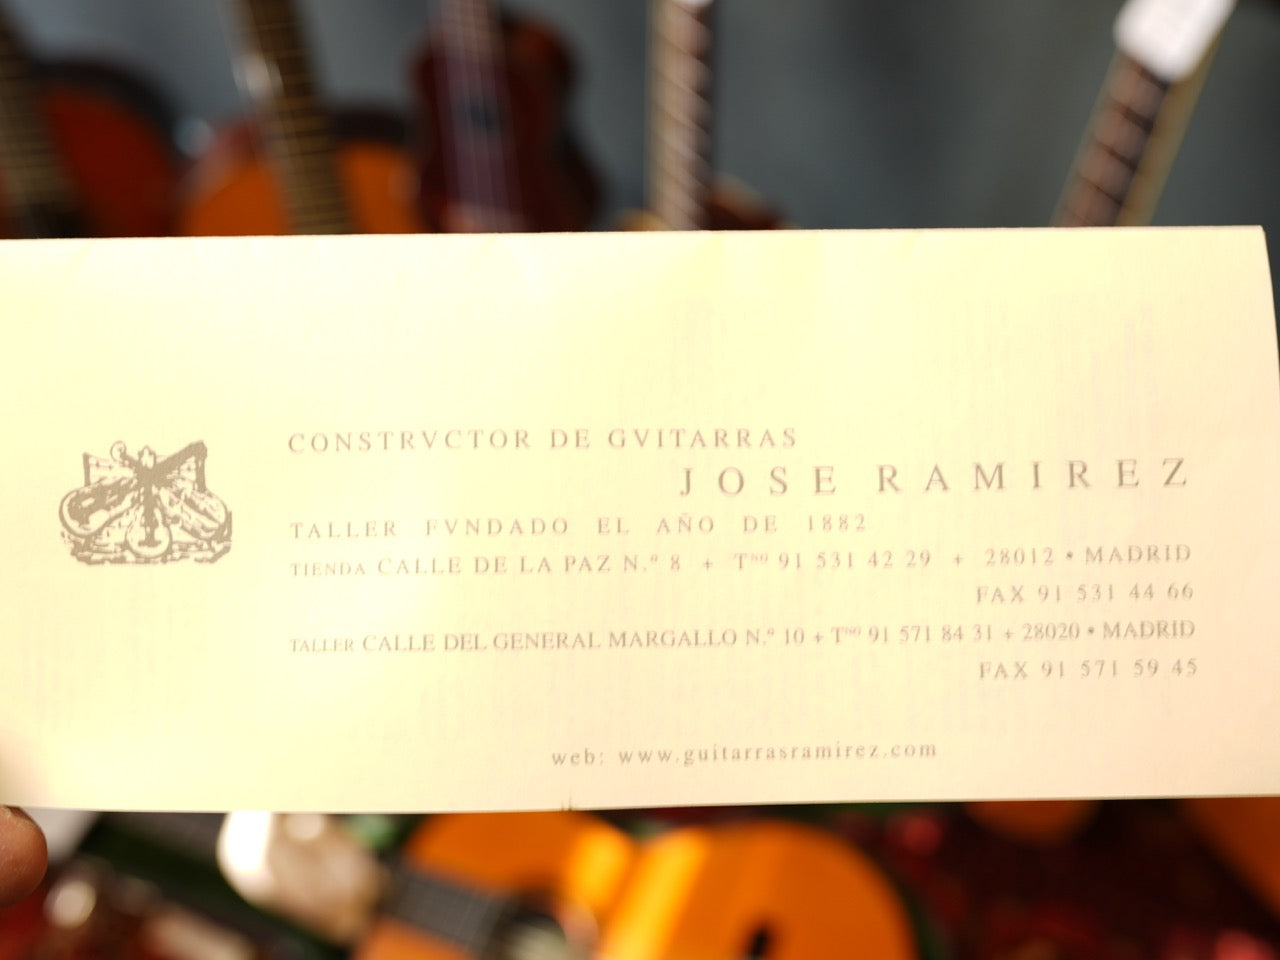 CONSTRVCTOR DE GVITARRAS
JOSE RAMIREZ
TALLER FVNDADO EL AÑO DE 1882
TIENDA CALLE DE LA PAZ N.º 8 + Tⁿᵒ 91 531 42 29 + 28012 • MADRID
FAX 91 531 44 66
TALLER CALLE DEL GENERAL MARGALLO N.º 10 + Tⁿᵒ 91 571 84 31 + 28020 • MADRID
FAX 91 571 59 45
web: www.guitarrasramirez.com